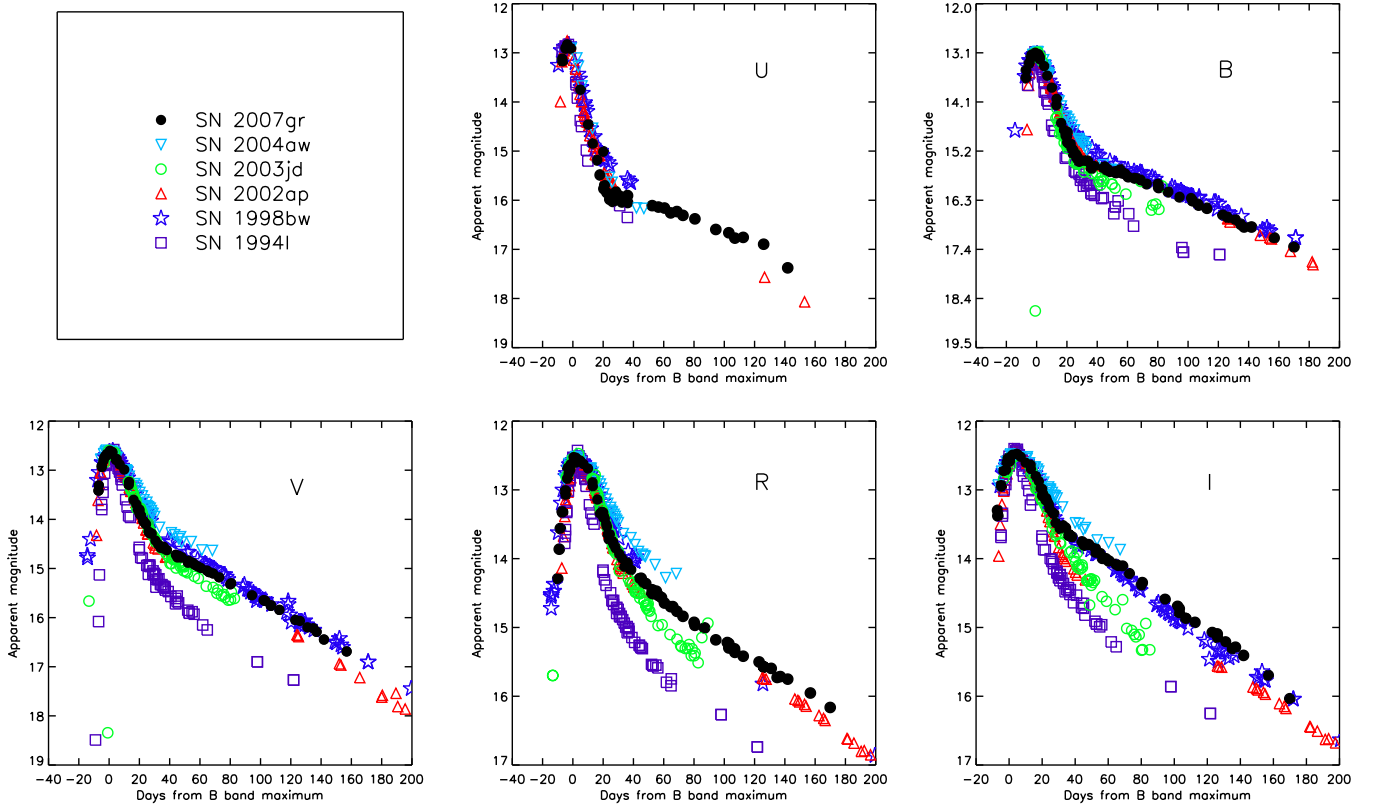 SN 2007gr
SN 2004aw
SN 2003jd
SN 2002ap
SN 1998bw
SN 1994I
12
13
14
15
16
17
18
19
Apparent magnitude
U
-40 -20 0 20 40 60 80 100 120 140 160 180 200
Days from B band maximum
12.0
13.1
14.1
15.2
16.3
17.4
18.4
19.5
Apparent magnitude
B
-40 -20 0 20 40 60 80 100 120 140 160 180 200
Days from B band maximum
12
13
14
15
16
17
18
19
Apparent magnitude
V
-40 -20 0 20 40 60 80 100 120 140 160 180 200
Days from B band maximum
12
13
14
15
16
17
Apparent magnitude
R
-40 -20 0 20 40 60 80 100 120 140 160 180 200
Days from B band maximum
12
13
14
15
16
17
Apparent magnitude
I
-20 0 20 40 60 80 100 120 140 160 180 200
Days from B band maximum